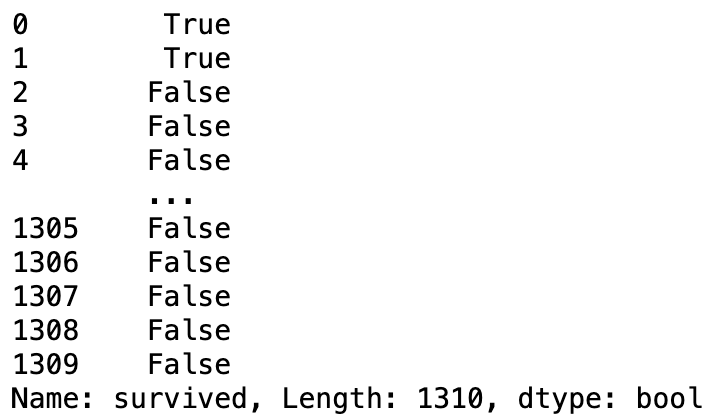 0        True
1        True
2       False
3       False
4       False
        ...
1305    False
1306    False
1307    False
1308    False
1309    False
Name: survived, Length: 1310, dtype: bool